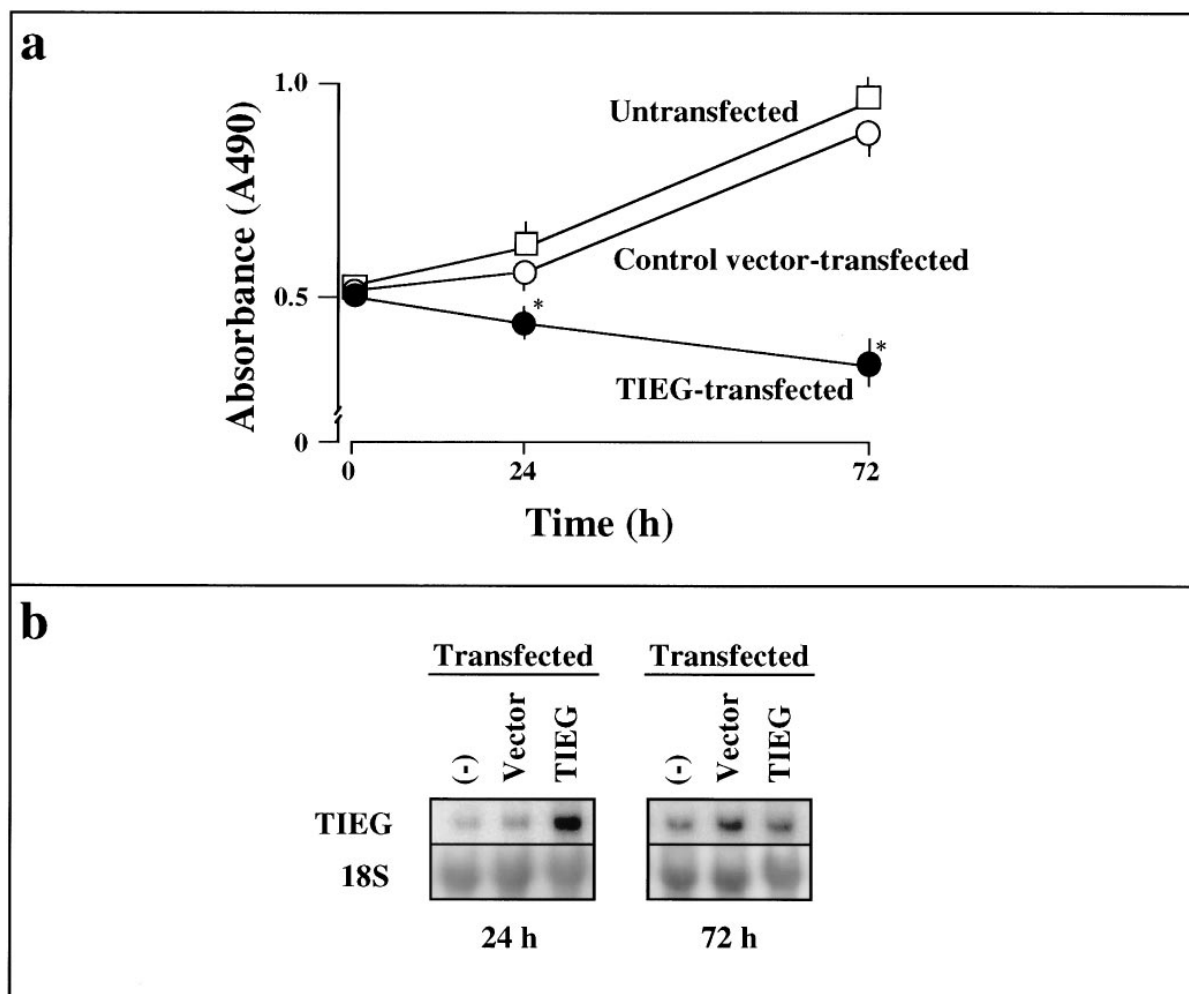 a
1.0
0.5
0
Absorbance (A490)
Untransfected
Control vector-transfected
*
*
TIEG-transfected
0
24
72
Time (h)
b
Transfected
Transfected
(-)
Vector
TIEG
(-)
Vector
TIEG
TIEG
18S
24 h
72 h